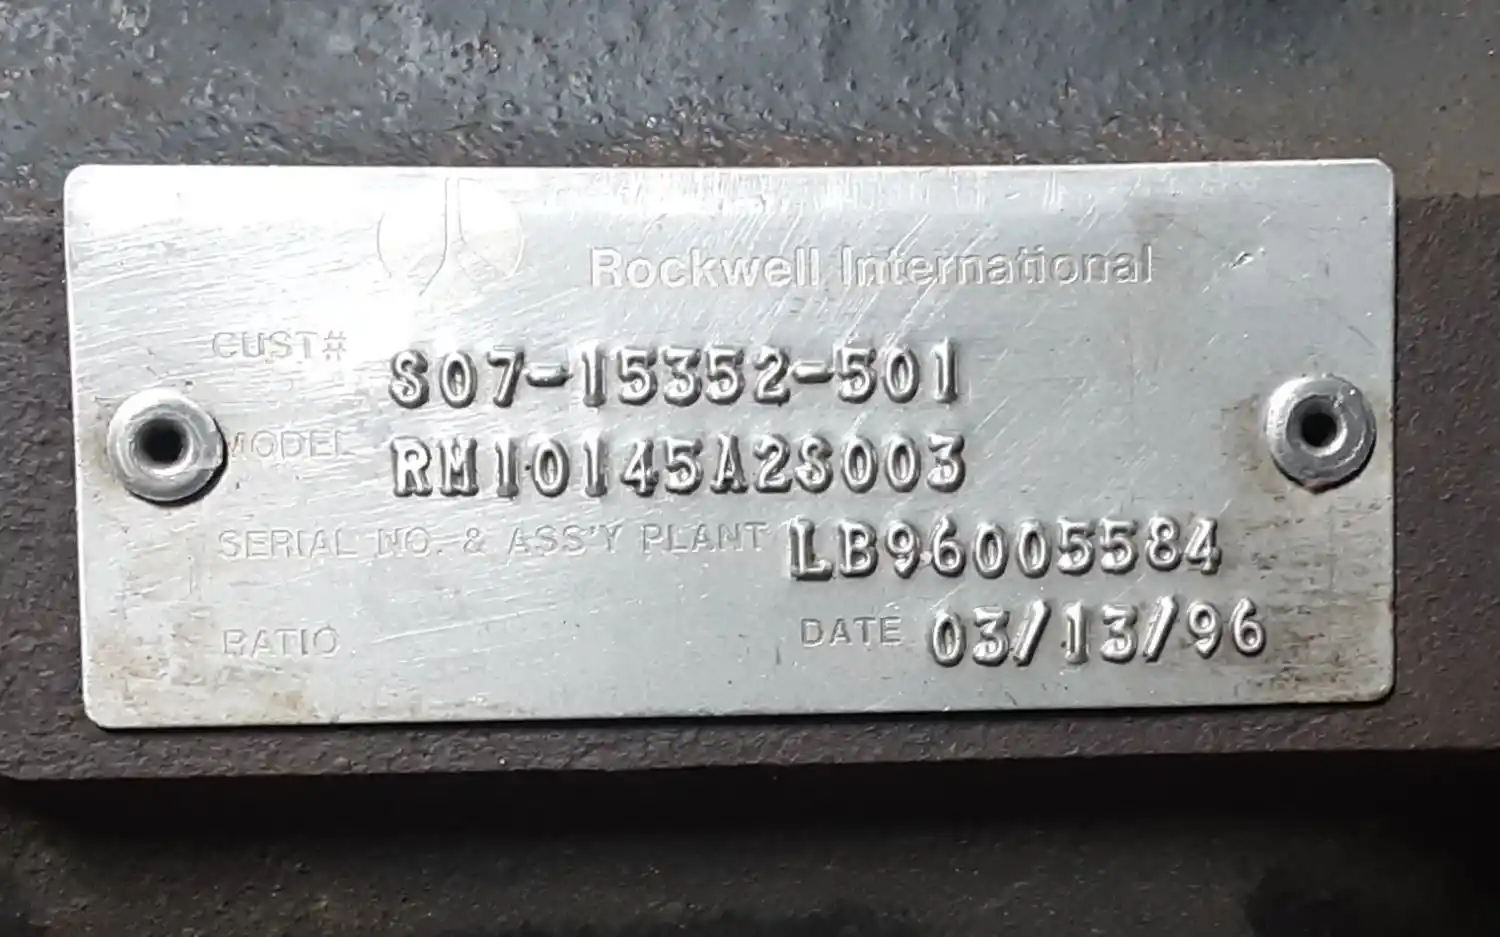 Rockwell International
CUST# S07-15352-501
MODEL RM10145A2S003
SERIAL NO. & ASS'Y PLANT LB96005584
RATIO DATE 03/13/96